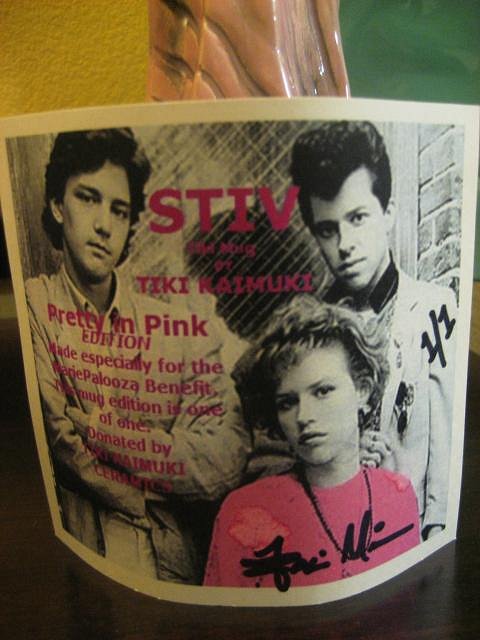 STIV
Tiki Mug
BY
TIKI KAIMUKI
Pretty in Pink
EDITION
Made especially for the
MariePalooza Benefit
This mug edition is one
of one.
Donated by
TIKI KAIMUKI
CERAMICS
1/1